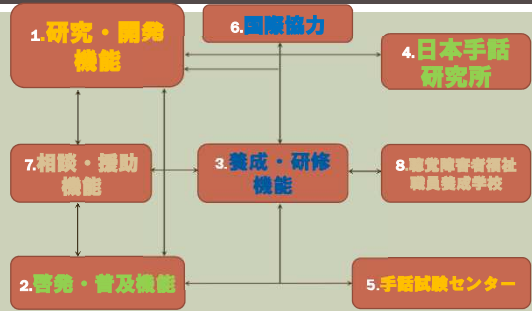 1.研究・開発
機能
6.国際協力
4.日本手話
研究所
7.相談・援助
機能
3.養成・研修
機能
8.聴覚障害者福祉
職員養成学校
2.啓発・普及機能
5.手話試験センター